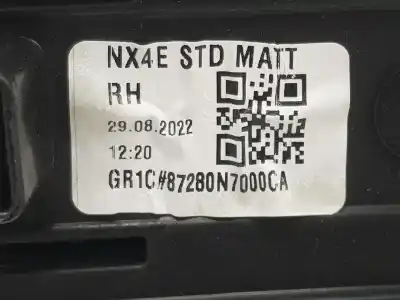 NX4E STD MATT
RH
29.08.2022
12:20
GR1C#87280N7000CA